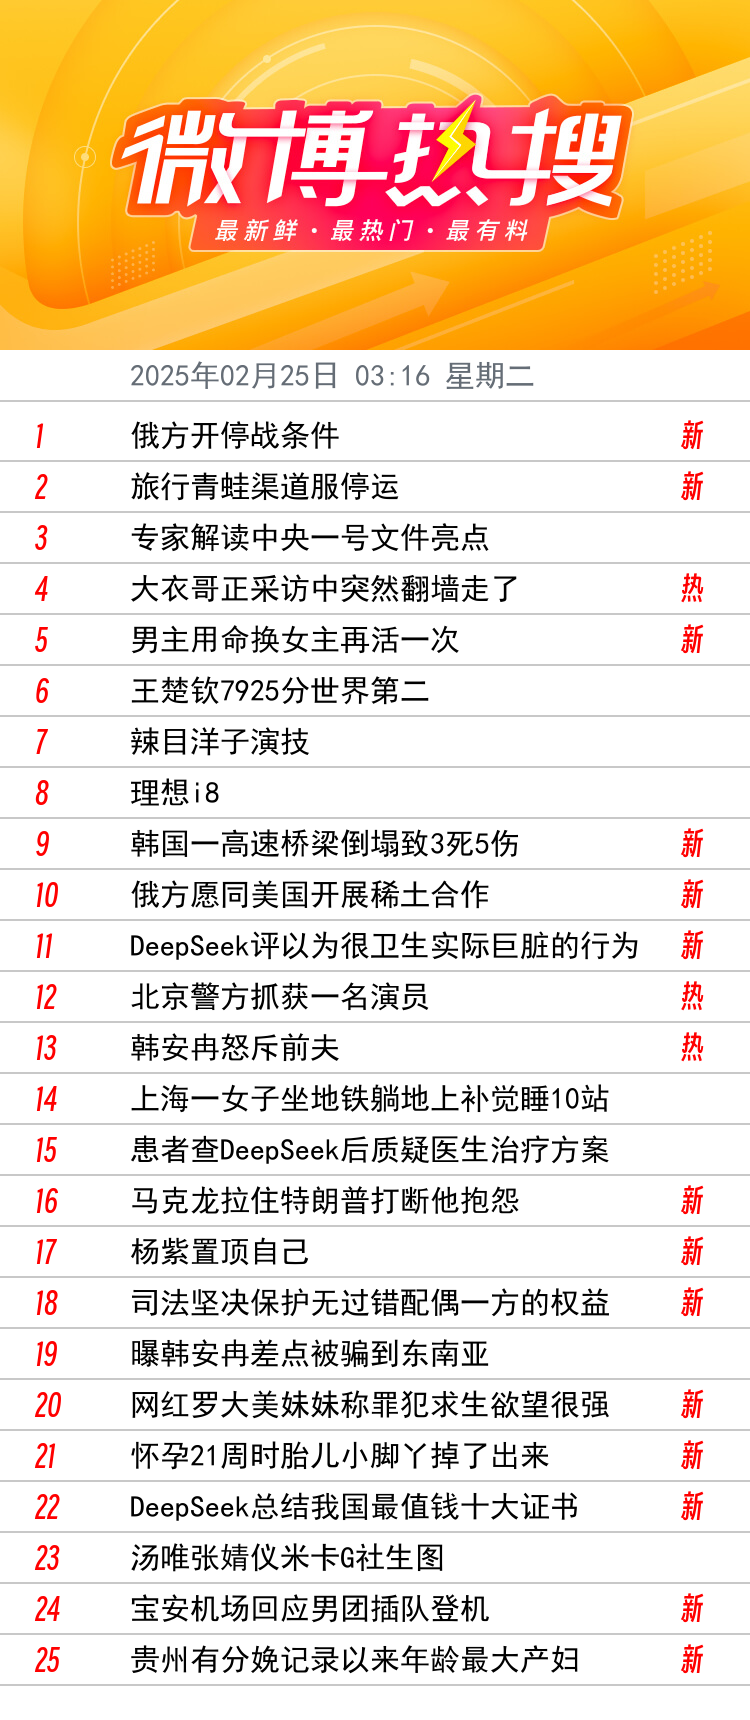 微博热搜
最新鲜·最热门·最有料
2025年02月25日 03:16 星期二
1 俄方开停战条件 新
2 旅行青蛙渠道服停运 新
3 专家解读中央一号文件亮点
4 大衣哥正采访中突然翻墙走了 热
5 男主用命换女主再活一次 新
6 王楚钦7925分世界第二
7 辣目洋子演技
8 理想i8
9 韩国一高速桥梁倒塌致3死5伤 新
10 俄方愿同美国开展稀土合作 新
11 DeepSeek评以为很卫生实际巨脏的行为 新
12 北京警方抓获一名演员 热
13 韩安冉怒斥前夫 热
14 上海一女子坐地铁躺地上补觉睡10站
15 患者查DeepSeek后质疑医生治疗方案
16 马克龙拉住特朗普打断他抱怨 新
17 杨紫置顶自己 新
18 司法坚决保护无过错配偶一方的权益 新
19 曝韩安冉差点被骗到东南亚
20 网红罗大美妹妹称罪犯求生欲望很强 新
21 怀孕21周时胎儿小脚丫掉了出来 新
22 DeepSeek总结我国最值钱十大证书 新
23 汤唯张婧仪米卡G社生图
24 宝安机场回应男团插队登机 新
25 贵州有分娩记录以来年龄最大产妇 新